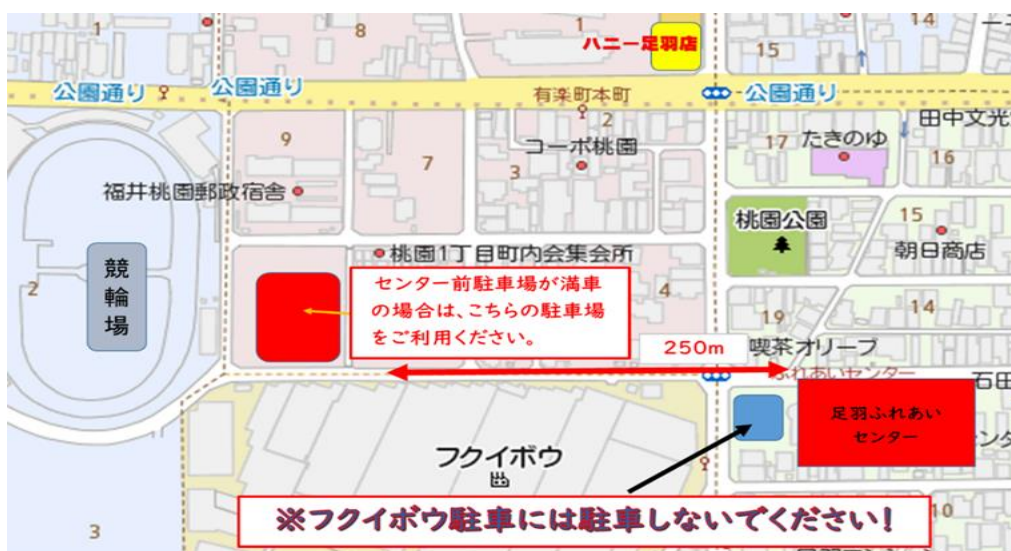 1
8
1
ハニー足羽店
15
14
公園通り
公園通り
有楽町本町
公園通り
2
9
7
3
コーポ桃園
17
たきのゆ
田中文光
16
福井桃園郵政宿舎
桃園公園
15
朝日商店
競
輪
場
2
桃園1丁目町内会集会所
センター前駐車場が満車
の場合は、こちらの駐車場
をご利用ください。
4
19
14
250m
喫茶オリーブ
ふれあいセンター
石田
足羽ふれあい
センター
フクイボウ
※フクイボウ駐車には駐車しないでください!
10
3